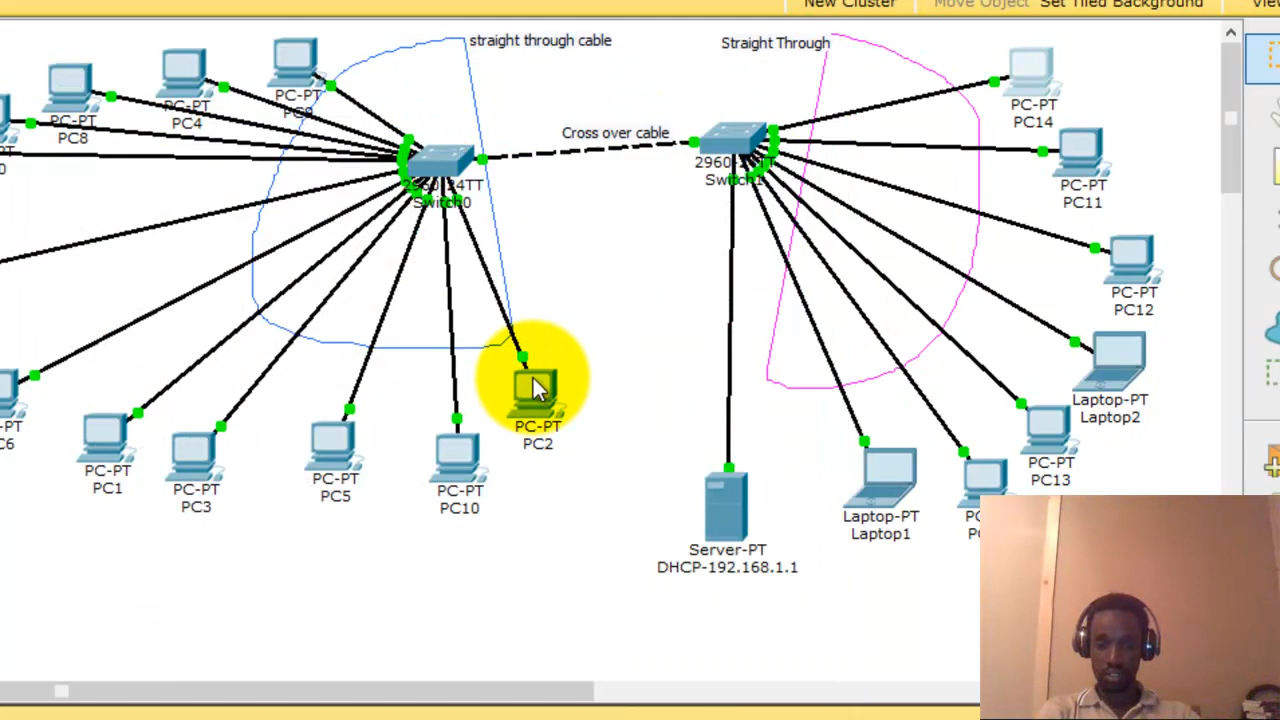 New Cluster
Move Object
Set Tiled Background
straight through cable
Straight Through
Cross over cable
PC-PT
PC8
PC-PT
PC4
PC-PT
PC-PT
PC14
PC-PT
PC11
PC-PT
PC12
Switch0
Switch1
Laptop-PT
Laptop2
PC-PT
PC13
PC-PT
PC1
PC-PT
PC3
PC-PT
PC5
PC-PT
PC10
PC-PT
PC2
Laptop-PT
Laptop1
Server-PT
DHCP-192.168.1.1